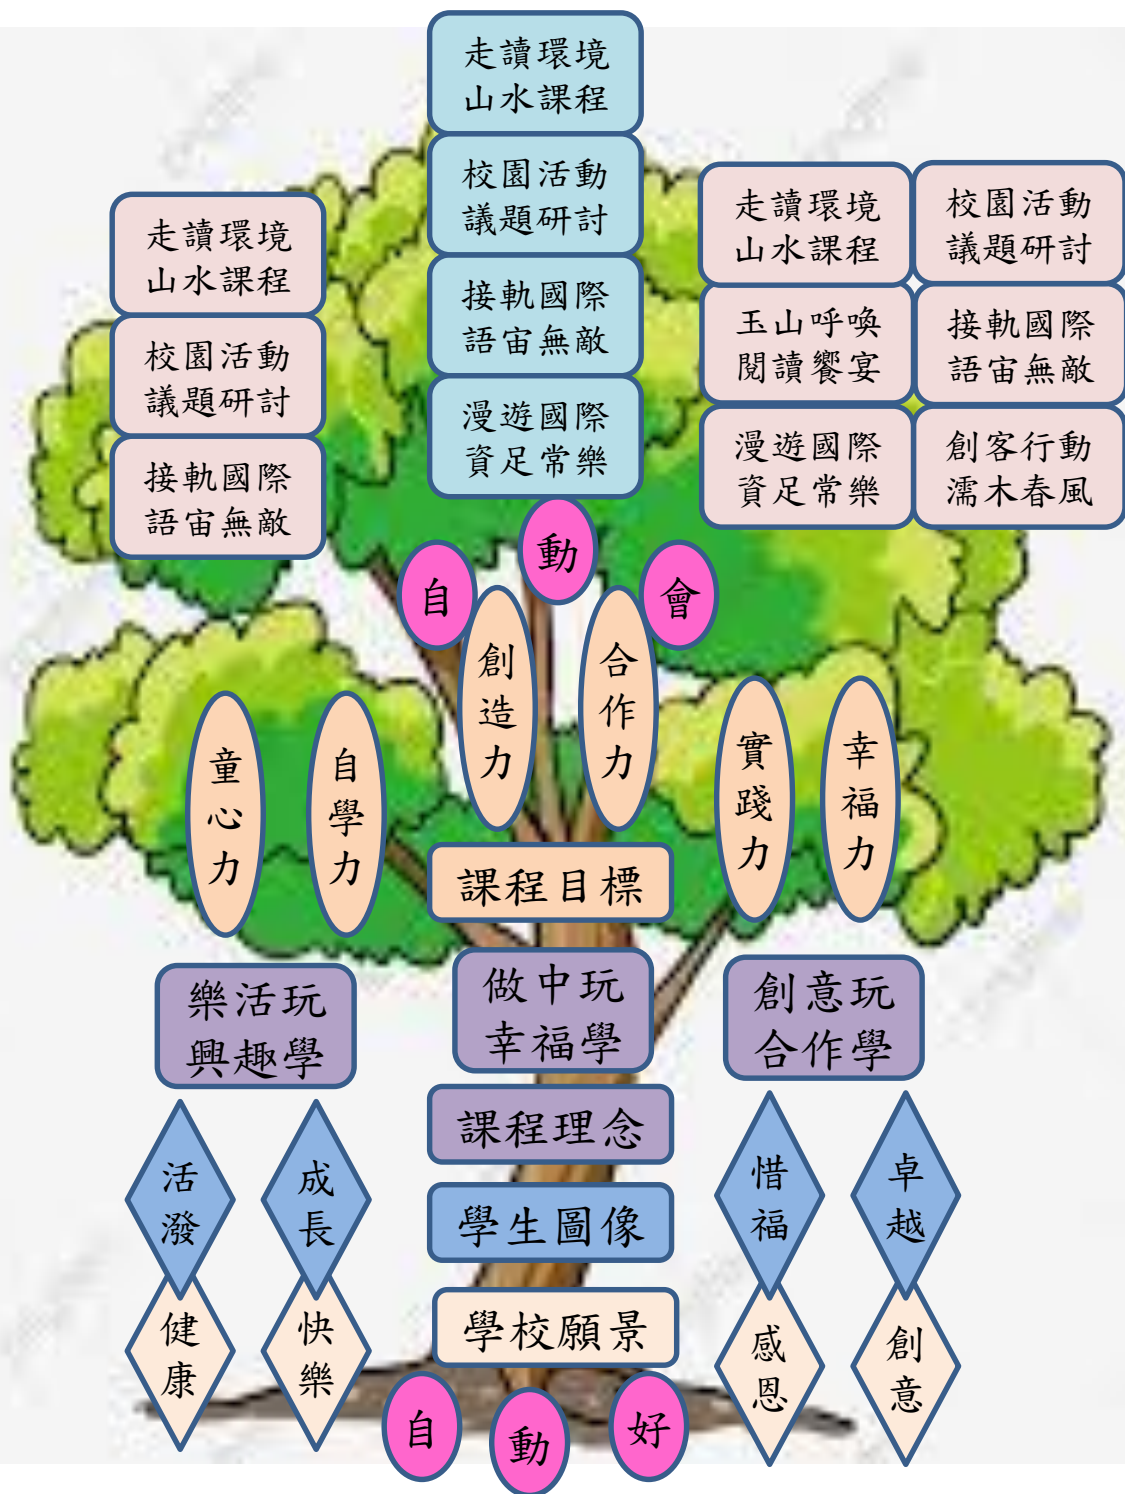 走讀環境
山水課程
校園活動
議題研討
接軌國際
語宙無敵
漫遊國際
資足常樂
走讀環境
山水課程
校園活動
議題研討
接軌國際
語宙無敵
走讀環境
山水課程
校園活動
議題研討
玉山呼喚
閱讀饗宴
接軌國際
語宙無敵
漫遊國際
資足常樂
創客行動
濡木春風
自
動
會
童心力
自學力
創造力
合作力
實踐力
幸福力
課程目標
樂活玩
興趣學
做中玩
幸福學
創意玩
合作學
課程理念
活潑
成長
惜福
卓越
學生圖像
健康
快樂
感恩
創意
學校願景
自
動
好